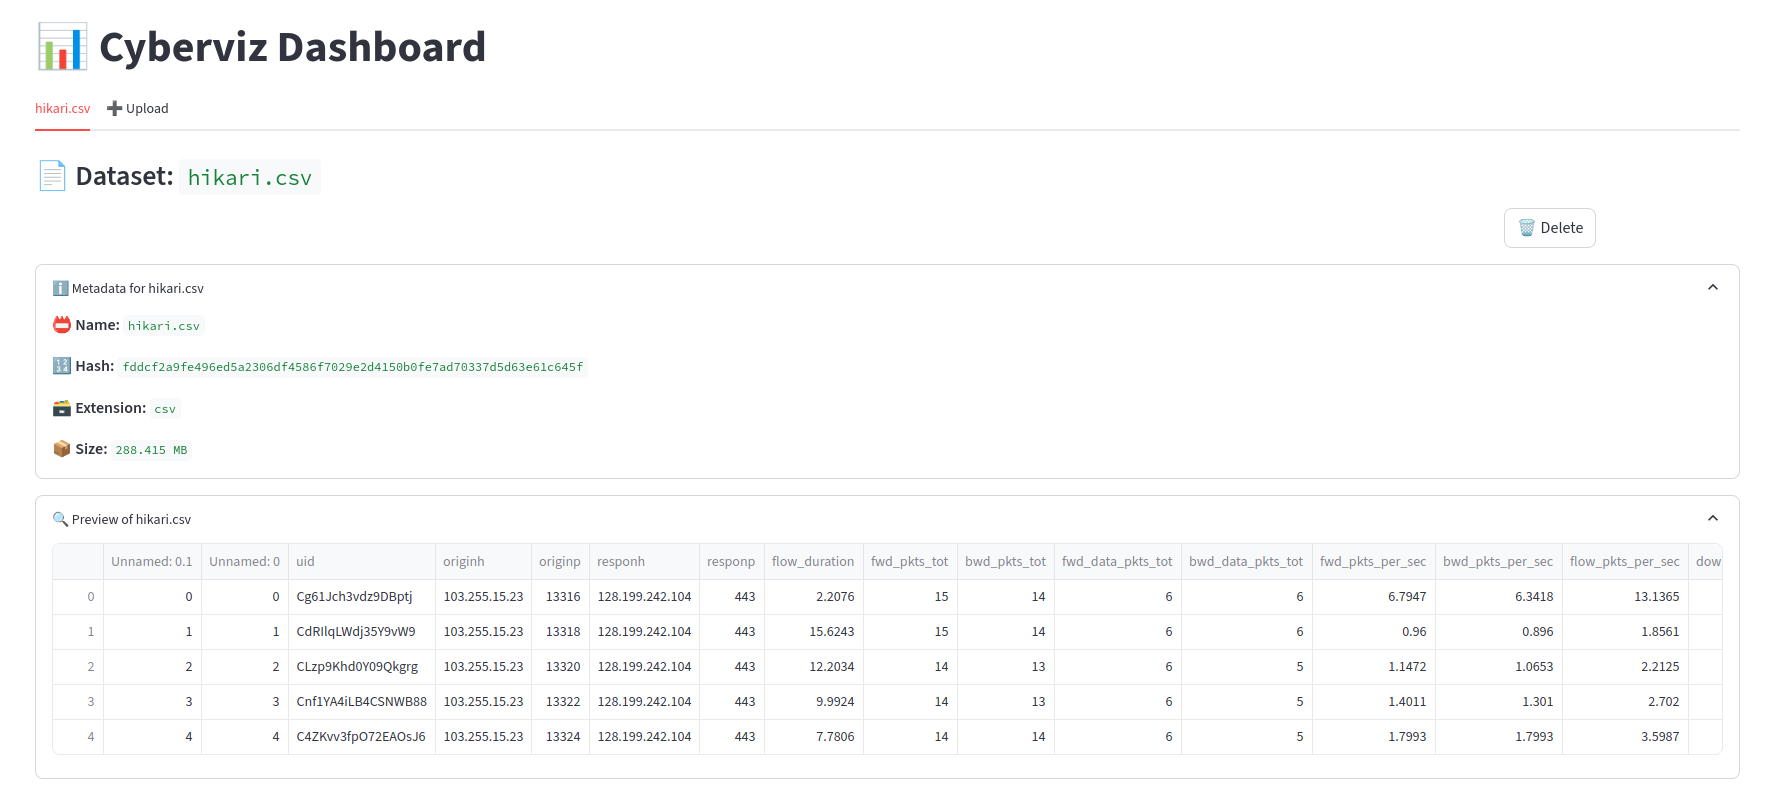 Cyberviz Dashboard
hikari.csv Upload
Dataset: hikari.csv
Delete
Metadata for hikari.csv
Name: hikari.csv
Hash: fddcf2a9fe496ed5a2306df4586f7029e2d4150b0fe7ad70337d5d63e61c645f
Extension: csv
Size: 288.415 MB
Preview of hikari.csv
Unnamed: 0.1 Unnamed: 0 uid originh originp responh responp flow_duration fwd_pkts_tot bwd_pkts_tot fwd_data_pkts_tot bwd_data_pkts_tot fwd_pkts_per_sec bwd_pkts_per_sec flow_pkts_per_sec dow
0 0 0 Cg61Jch3vdz9DBptj 103.255.15.23 13316 128.199.242.104 443 2.2076 15 14 6 6 6.7947 6.3418 13.1365
1 1 1 CdRIlqLWdj35Y9vW9 103.255.15.23 13318 128.199.242.104 443 15.6243 15 14 6 6 0.96 0.896 1.8561
2 2 2 CLzp9Khd0Y09Qkgrg 103.255.15.23 13320 128.199.242.104 443 12.2034 14 13 6 5 1.1472 1.0653 2.2125
3 3 3 Cnf1YA4iLB4CSNWB88 103.255.15.23 13322 128.199.242.104 443 9.9924 14 13 6 5 1.4011 1.301 2.702
4 4 4 C4ZKvv3fpO72EAOsJ6 103.255.15.23 13324 128.199.242.104 443 7.7806 14 14 6 5 1.7993 1.7993 3.5987